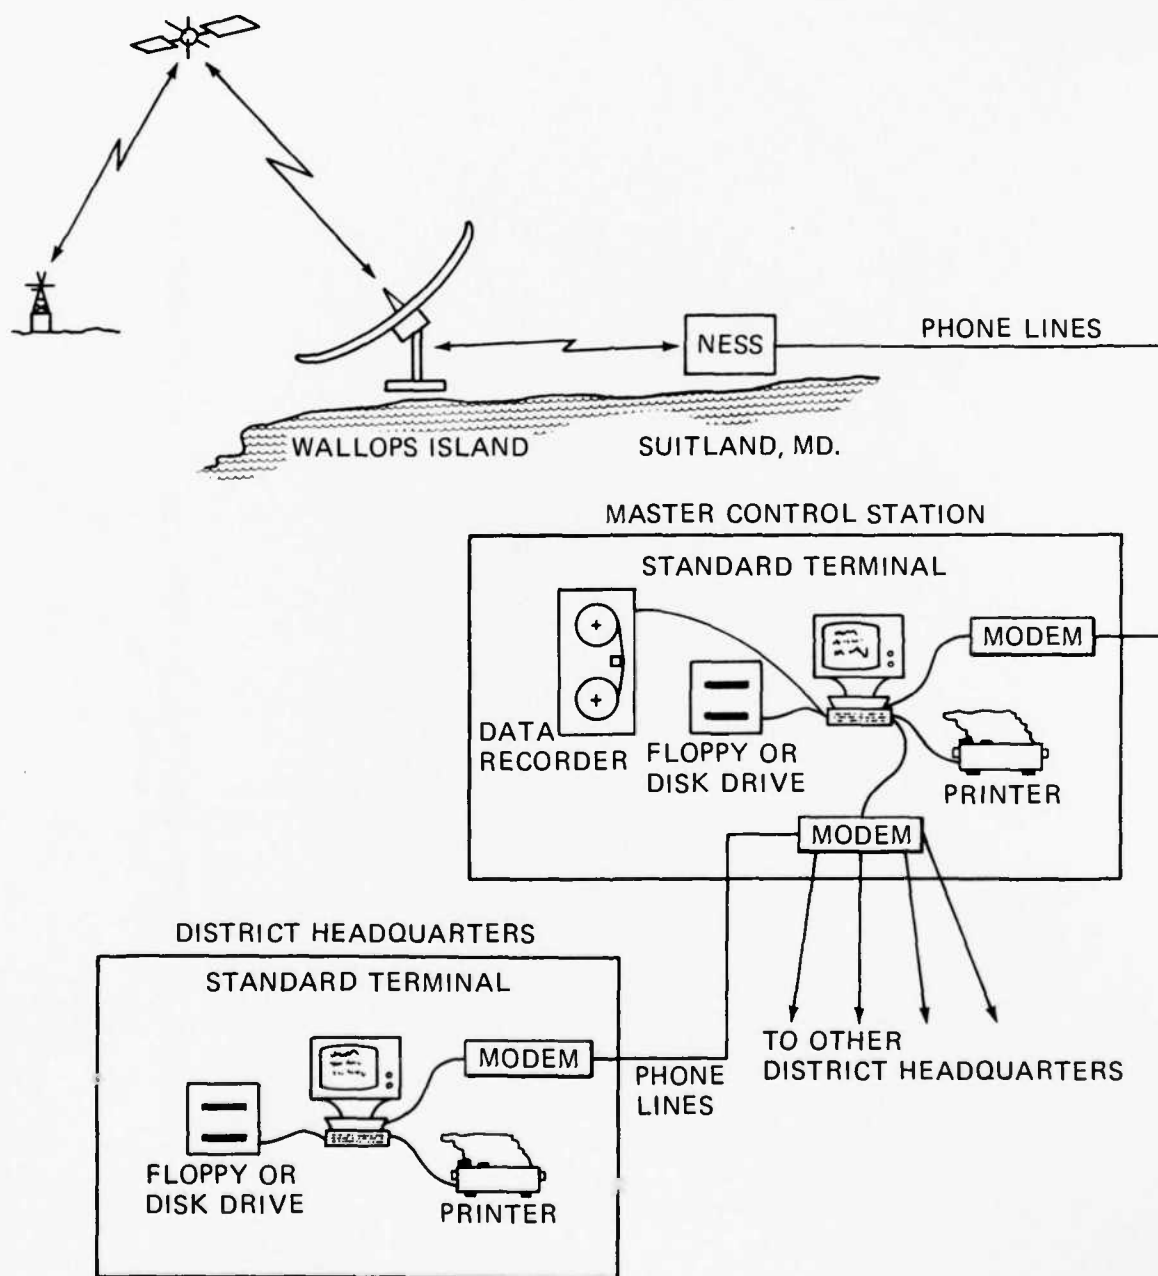 NESS
PHONE LINES
WALLOPS ISLAND
SUITLAND, MD.
MASTER CONTROL STATION
STANDARD TERMINAL
MODEM
DATA
RECORDER
FLOPPY OR
DISK DRIVE
PRINTER
MODEM
TO OTHER
DISTRICT HEADQUARTERS
DISTRICT HEADQUARTERS
STANDARD TERMINAL
MODEM
PHONE
LINES
FLOPPY OR
DISK DRIVE
PRINTER